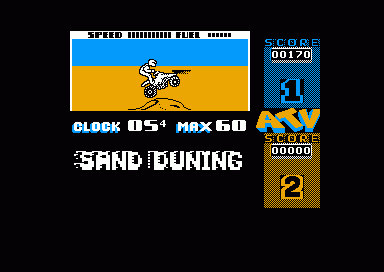 SPEED FUEL
SCORE
00170
1
ATV
CLOCK 05 4 MAX 60
SCORE
00000
SAND DUNING
2